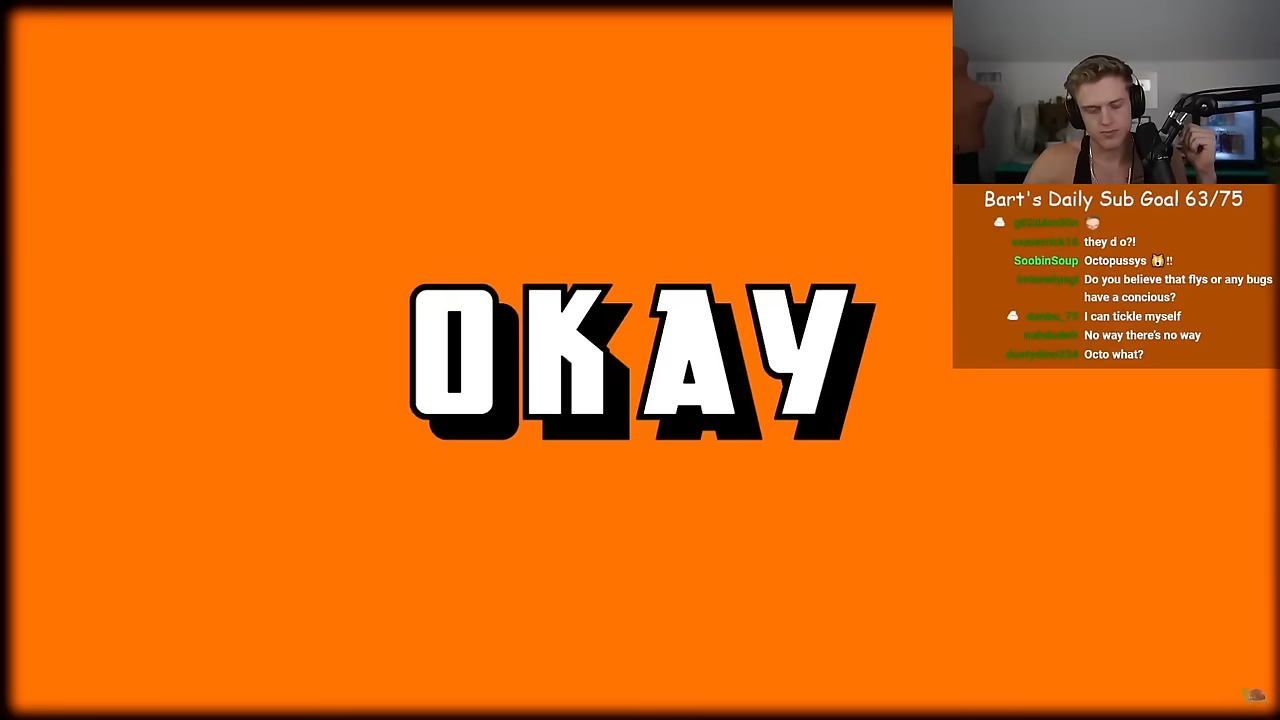 OKAY
Bart's Daily Sub Goal 63/75
they d o?!
SoobinSoup Octopussys 😺!!
Do you believe that flys or any bugs
have a concious?
I can tickle myself
No way there's no way
Octo what?